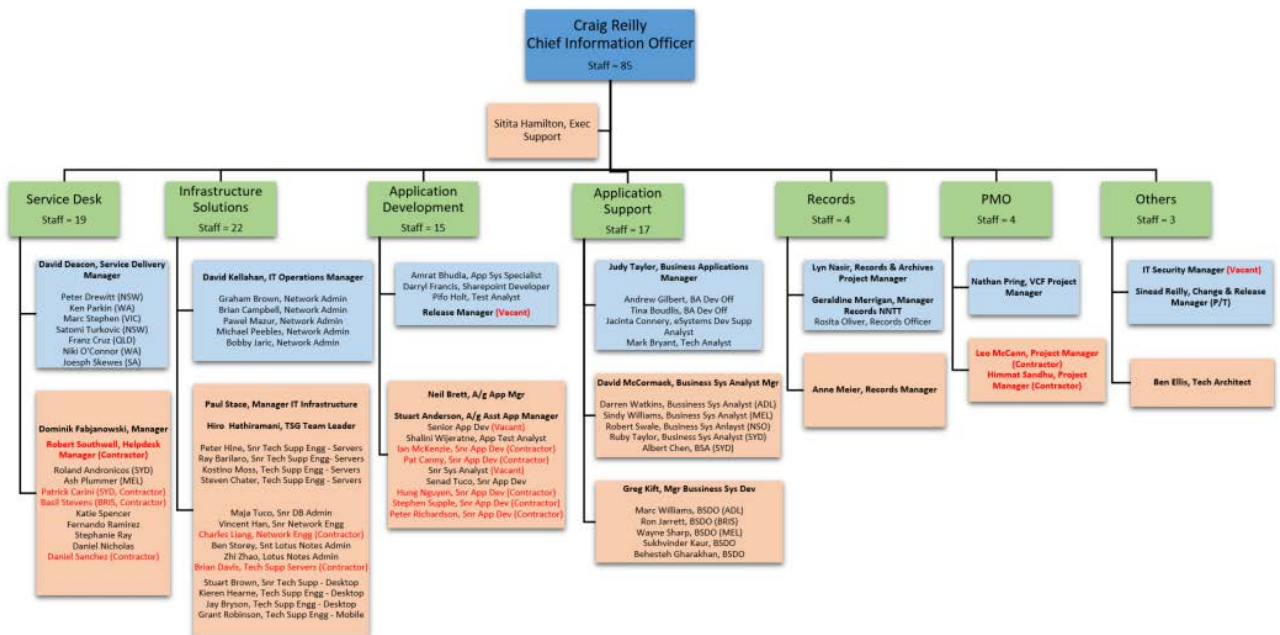 Craig Reilly
Chief Information Officer
Staff = 85
Sitita Hamilton, Exec
Support
Service Desk
Staff = 19
David Deacon, Service Delivery
Manager
Peter Drewitt (NSW)
Ken Parkin (WA)
Marc Stephen (VIC)
Satomi Turkovic (NSW)
Franz Cruz (QLD)
Niki O'Connor (WA)
Joesph Skewes (SA)
Dominik Fabjanowski, Manager
Robert Southwell, Helpdesk
Manager (Contractor)
Roland Andronicos (SYD)
Ash Plummer (MEL)
Patrick Carini (SYD, Contractor)
Basil Stevens (BRIS, Contractor)
Katie Spencer
Fernando Ramirez
Stephanie Ray
Daniel Nicholas
Daniel Sanchez (Contractor)
Infrastructure
Solutions
Staff = 22
David Kellahan, IT Operations Manager
Graham Brown, Network Admin
Brian Campbell, Network Admin
Pawel Mazur, Network Admin
Michael Peebles, Network Admin
Bobby Jaric, Network Admin
Paul Stace, Manager IT Infrastructure
Hiro Hathiramani, TSG Team Leader
Peter Hine, Snr Tech Supp Engg - Servers
Ray Barilaro, Snr Tech Supp Engg- Servers
Kostino Moss, Tech Supp Engg- Servers
Steven Chater, Tech Supp Engg - Servers
Maja Tuco, Snr DB Admin
Vincent Han, Snr Network Engg
Charles Liang, Network Engg (Contractor)
Ben Storey, Snt Lotus Notes Admin
Zhi Zhao, Lotus Notes Admin
Brian Davis, Tech Supp Servers (Contractor)
Stuart Brown, Snr Tech Supp - Desktop
Kieren Hearne, Tech Supp Engg - Desktop
Jay Bryson, Tech Supp Engg - Desktop
Grant Robinson, Tech Supp Engg - Mobile
Application
Development
Staff = 15
Amrat Bhudia, App Sys Specialist
Darryl Francis, Sharepoint Developer
Pifo Holt, Test Analyst
Release Manager (Vacant)
Neil Brett, A/g App Mgr
Stuart Anderson, A/g Asst App Manager
Senior App Dev (Vacant)
Shalini Wijeratne, App Test Analyst
Ian McKenzie, Snr App Dev (Contractor)
Pat Canny, Snr App Dev (Contractor)
Snr Sys Analyst (Vacant)
Senad Tuco, Snr App Dev
Hung Nguyen, Snr App Dev (Contractor)
Stephen Supple, Snr App Dev (Contractor)
Peter Richardson, Snr App Dev (Contractor)
Application
Support
Staff = 17
Judy Taylor, Business Applications
Manager
Andrew Gilbert, BA Dev Off
Tina Boudlis, BA Dev Off
Jacinta Connery, eSystems Dev Supp
Analyst
Mark Bryant, Tech Analyst
David McCormack, Business Sys Analyst Mgr
Darren Watkins, Bussiness Sys Analyst (ADL)
Sindy Williams, Business Sys Analyst (MEL)
Robert Swale, Business Sys Analyst (NSO)
Ruby Taylor, Business Sys Anlayst (SYD)
Albert Chen, BSA (SYD)
Greg Kift, Mgr Bussiness Sys Dev
Marc Williams, BSDO (ADL)
Ron Jarrett, BSDO (BRIS)
Wayne Sharp, BSDO (MEL)
Sukhvinder Kaur, BSDO
Behesteh Gharakhan, BSDO
Records
Staff = 4
Lyn Nasir, Records & Archives
Project Manager
Geraldine Merrigan, Manager
Records NNTT
Rosita Oliver, Records Officer
Anne Meier, Records Manager
PMO
Staff = 4
Nathan Pring, VCF Project
Manager
Leo McCann, Project Manager
(Contractor)
Himmat Sandhu, Project
Manager (Contractor)
Others
Staff = 3
IT Security Manager (Vacant)
Sinead Reilly, Change & Release
Manager (P/T)
Ben Ellis, Tech Architect